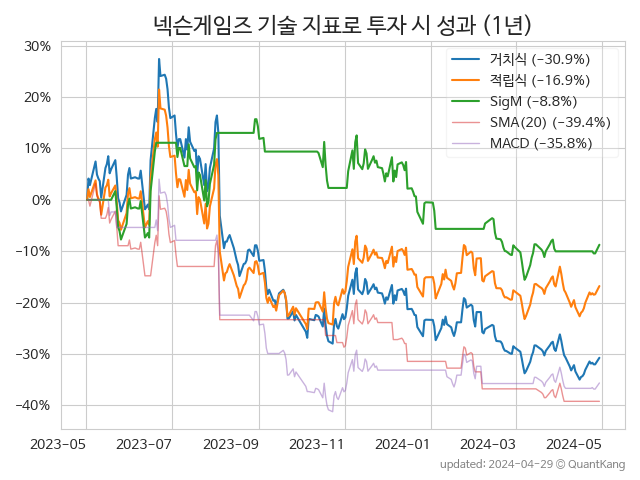 넥슨게임즈 기술 지표로 투자 시 성과 (1년)
거치식 (−30.9%)
적립식 (−16.9%)
SigM (−8.8%)
SMA(20) (−39.4%)
MACD (−35.8%)
30%
20%
10%
0%
−10%
−20%
−30%
−40%
2023−05 2023−07 2023−09 2023−11 2024−01 2024−03 2024−05
updated: 2024−04−29 © QuantKang